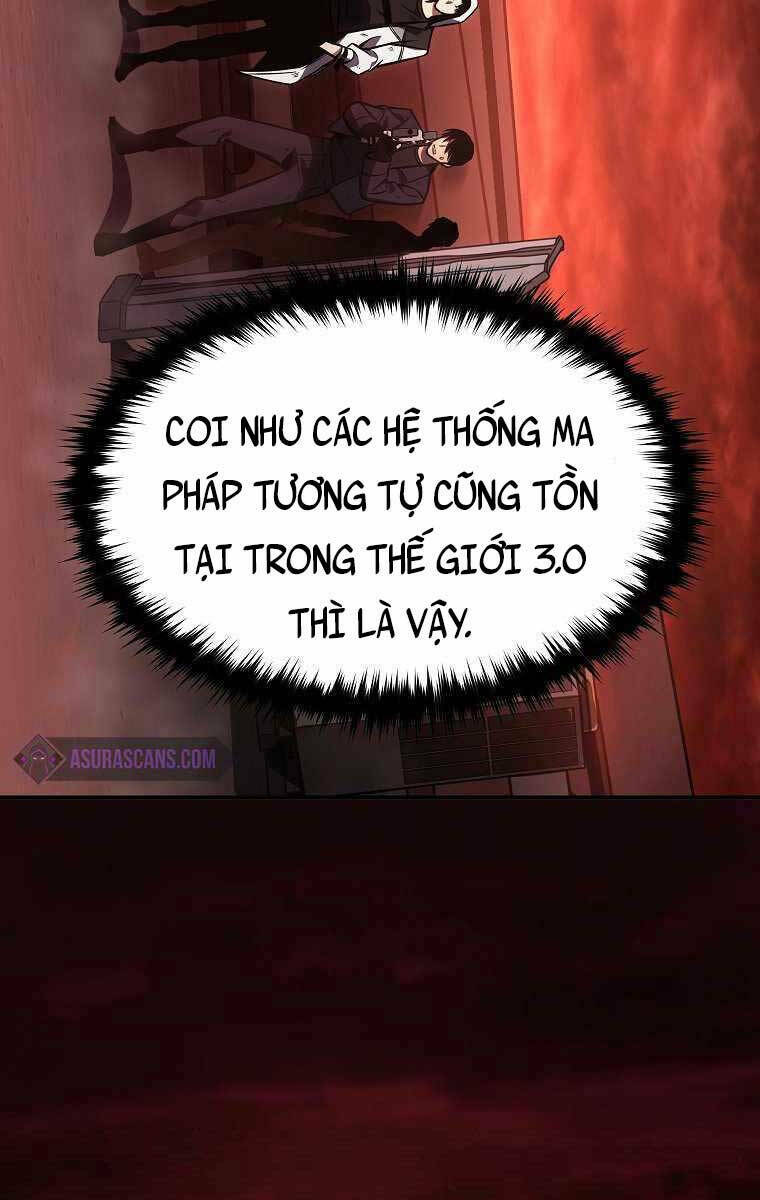 COI NHƯ CÁC HỆ THỐNG MA
PHÁP TƯƠNG TỰ CŨNG TỒN
TẠI TRONG THẾ GIỚI 3.0
THÌ LÀ VẬY.
ASURASCANS.COM